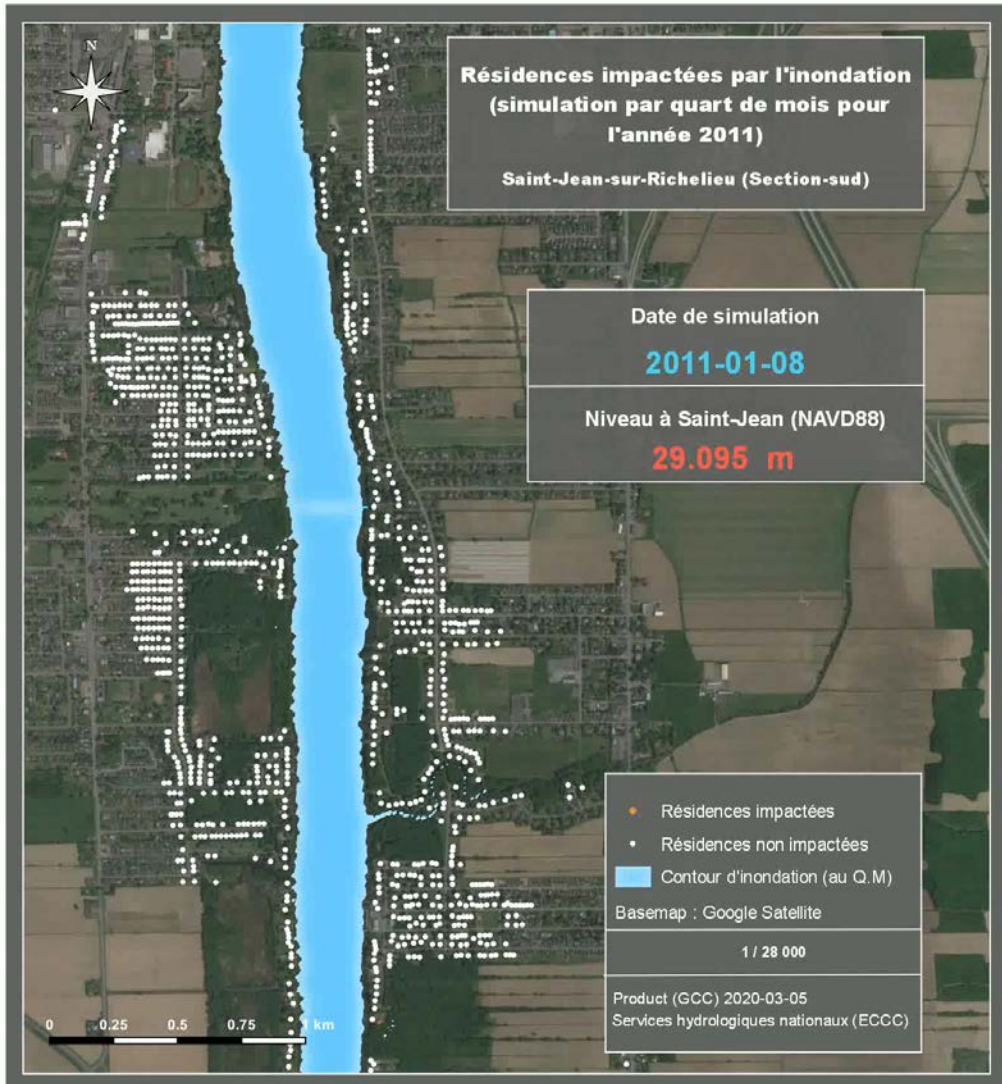 N
Résidences impactées par l'inondation
(simulation par quart de mois pour
l'année 2011)
Saint-Jean-sur-Richelieu (Section-sud)
Date de simulation
2011-01-08
Niveau à Saint-Jean (NAVD88)
29.095 m
Résidences impactées
Résidences non impactées
Contour d'inondation (au Q.M)
Basemap : Google Satellite
1 / 28 000
Product (GCC) 2020-03-05
Services hydrologiques nationaux (ECCC)
0 0.25 0.5 0.75 1 km